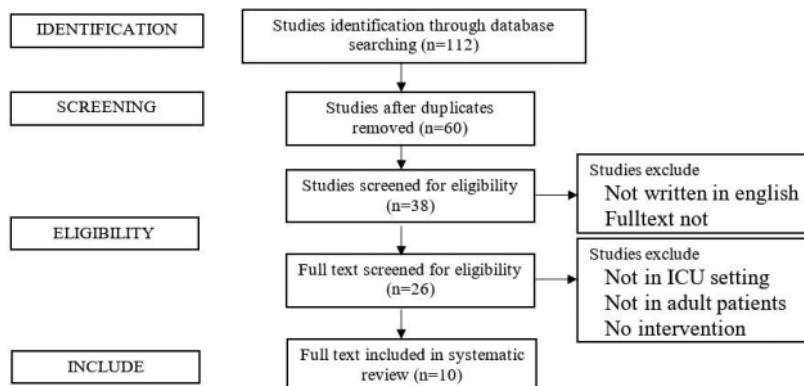 IDENTIFICATION
Studies identification through database
searching (n=112)
SCREENING
Studies after duplicates
removed (n=60)
Studies screened for eligibility
(n=38)
Studies exclude
Not written in english
Fulltext not
ELIGIBILITY
Full text screened for eligibility
(n=26)
Studies exclude
Not in ICU setting
Not in adult patients
No intervention
INCLUDE
Full text included in systematic
review (n=10)